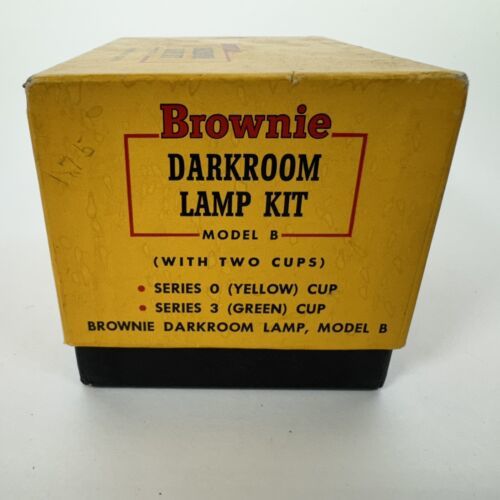 Brownie
DARKROOM
LAMP KIT
MODEL B
(WITH TWO CUPS)
• SERIES 0 (YELLOW) CUP
• SERIES 3 (GREEN) CUP
BROWNIE DARKROOM LAMP, MODEL B